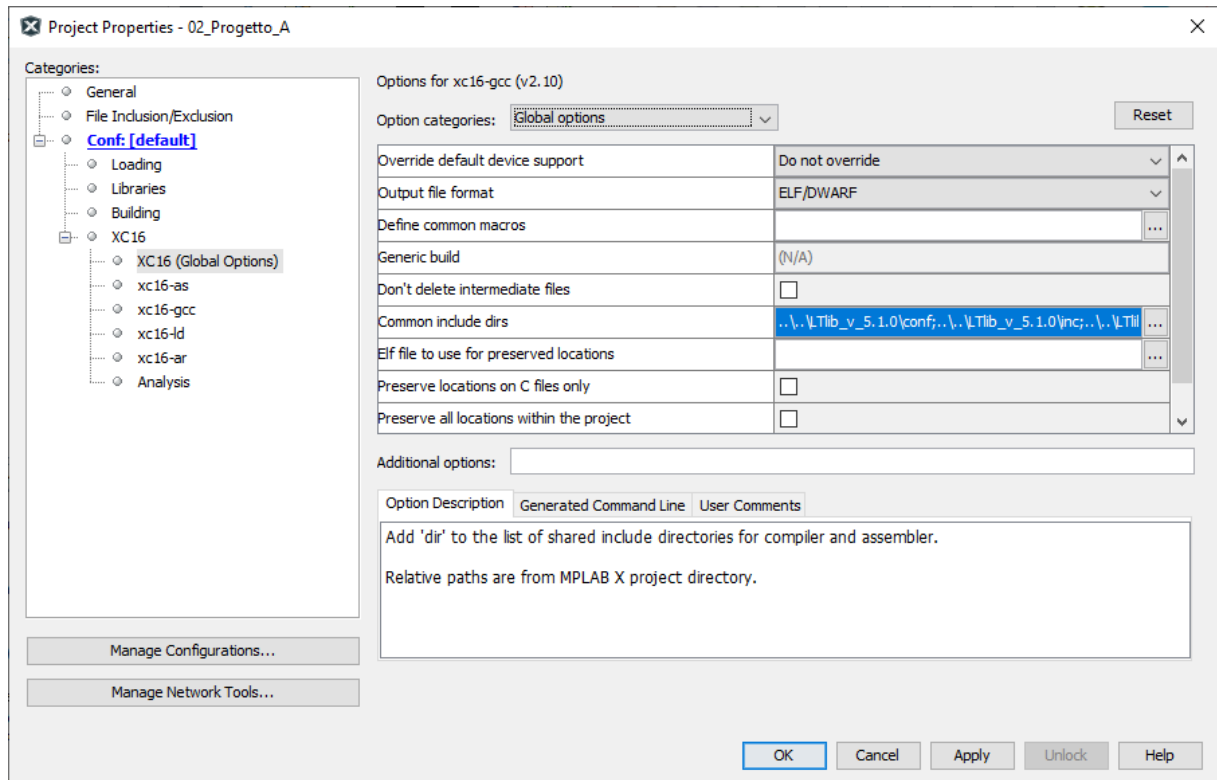 Project Properties - 02_Progetto_A
Categories:
General
File Inclusion/Exclusion
Conf: [default]
Loading
Libraries
Building
XC16
XC16 (Global Options)
xc16-as
xc16-gcc
xc16-ld
xc16-ar
Analysis
Manage Configurations...
Manage Network Tools...
Options for xc16-gcc (v2.10)
Option categories: Global options
Reset
Override default device support Do not override
Output file format ELF/DWARF
Define common macros ...
Generic build (N/A)
Don't delete intermediate files
Common include dirs ..\..\LTlib_v_5.1.0\conf;..\..\LTlib_v_5.1.0\inc;..\..\LTlil ...
Elf file to use for preserved locations ...
Preserve locations on C files only
Preserve all locations within the project
Additional options:
Option Description Generated Command Line User Comments
Add 'dir' to the list of shared include directories for compiler and assembler.
Relative paths are from MPLAB X project directory.
OK Cancel Apply Unlock Help